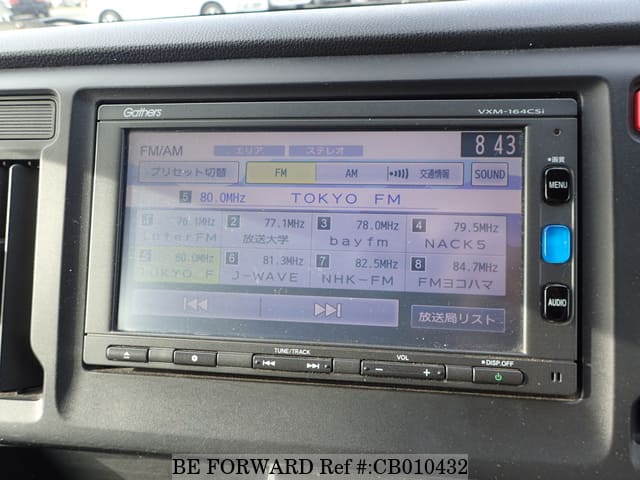 Gathers
VXM-164CSi
FM/AM
エリア
ステレオ
8 43
プリセット切替
FM
AM
交通情報
SOUND
5 80.0MHz TOKYO FM
1 76.1MHz
InterFM
2 77.1MHz
放送大学
3 78.0MHz
bayfm
4 79.5MHz
NACK5
80.0MHz
TOKYO F
6 81.3MHz
J-WAVE
7 82.5MHz
NHK-FM
8 84.7MHz
FMヨコハマ
放送局リスト
画質
MENU
AUDIO
TUNE/TRACK
VOL
DISP.OFF
BE FORWARD Ref #:CB010432